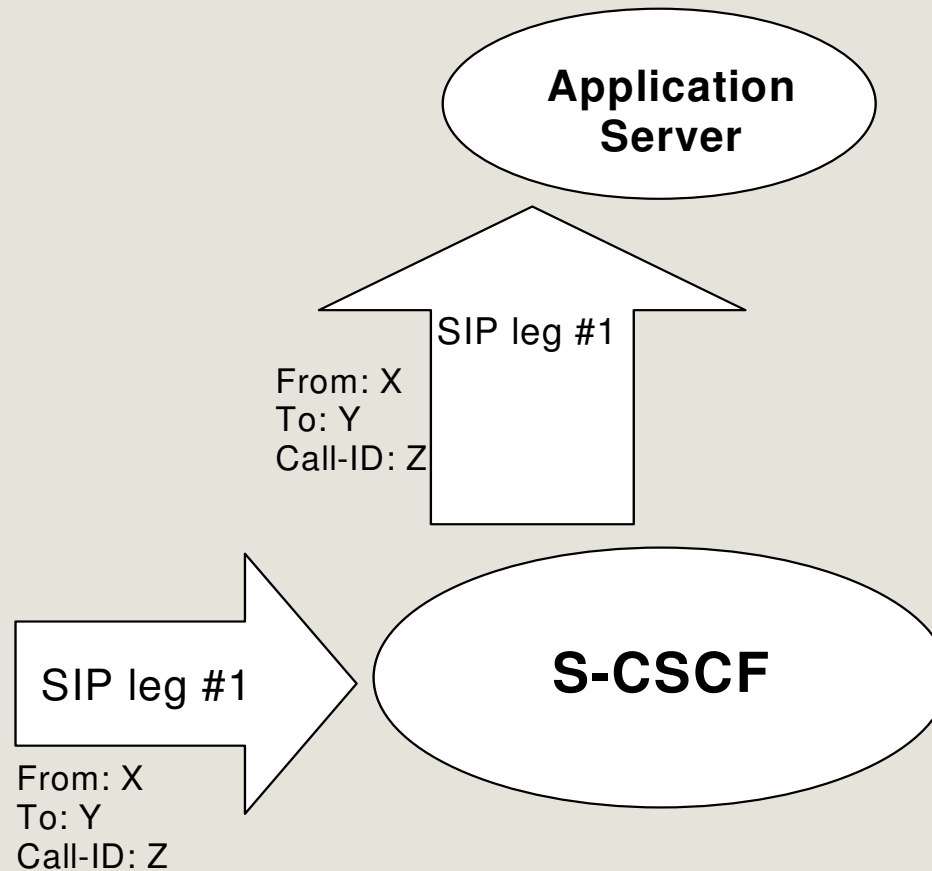 Application
Server
SIP leg #1
From: X
To: Y
Call-ID: Z
S-CSCF
SIP leg #1
From: X
To: Y
Call-ID: Z